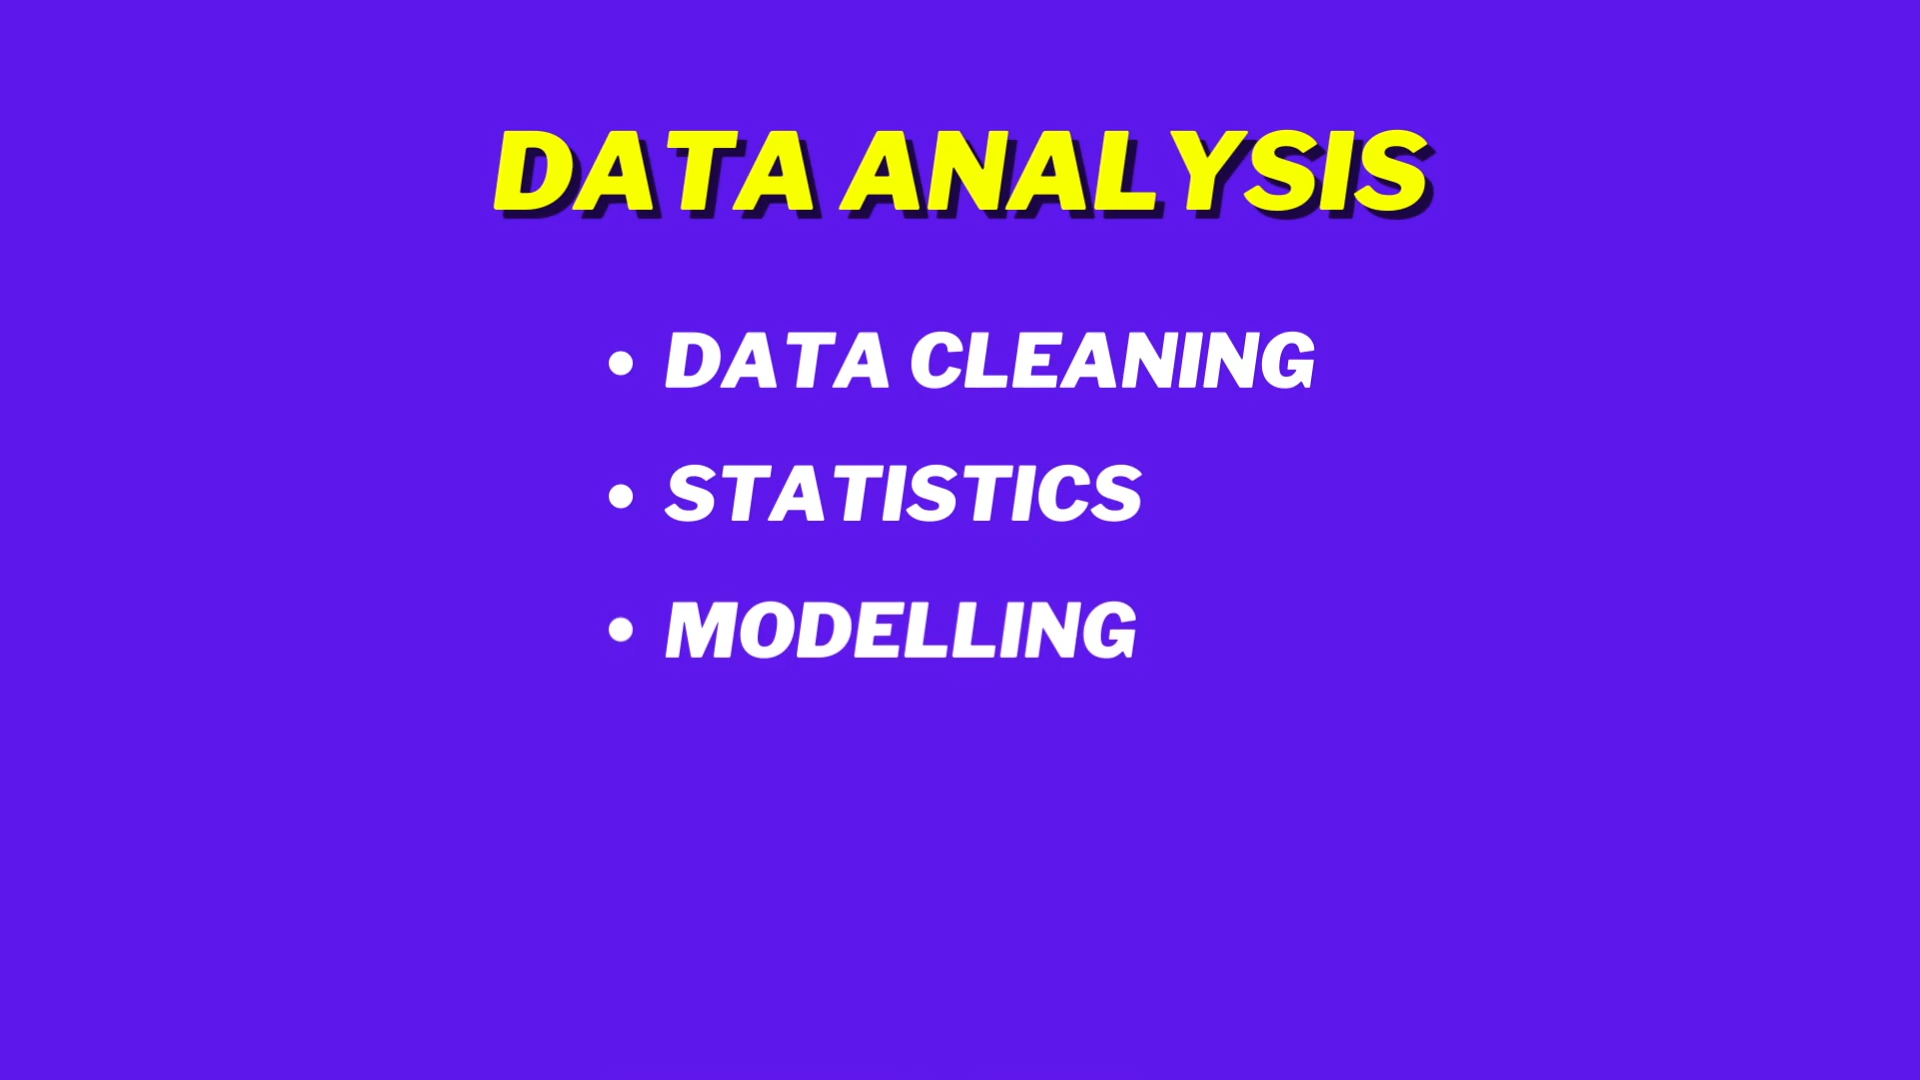 DATA ANALYSIS
• DATA CLEANING
• STATISTICS
• MODELLING